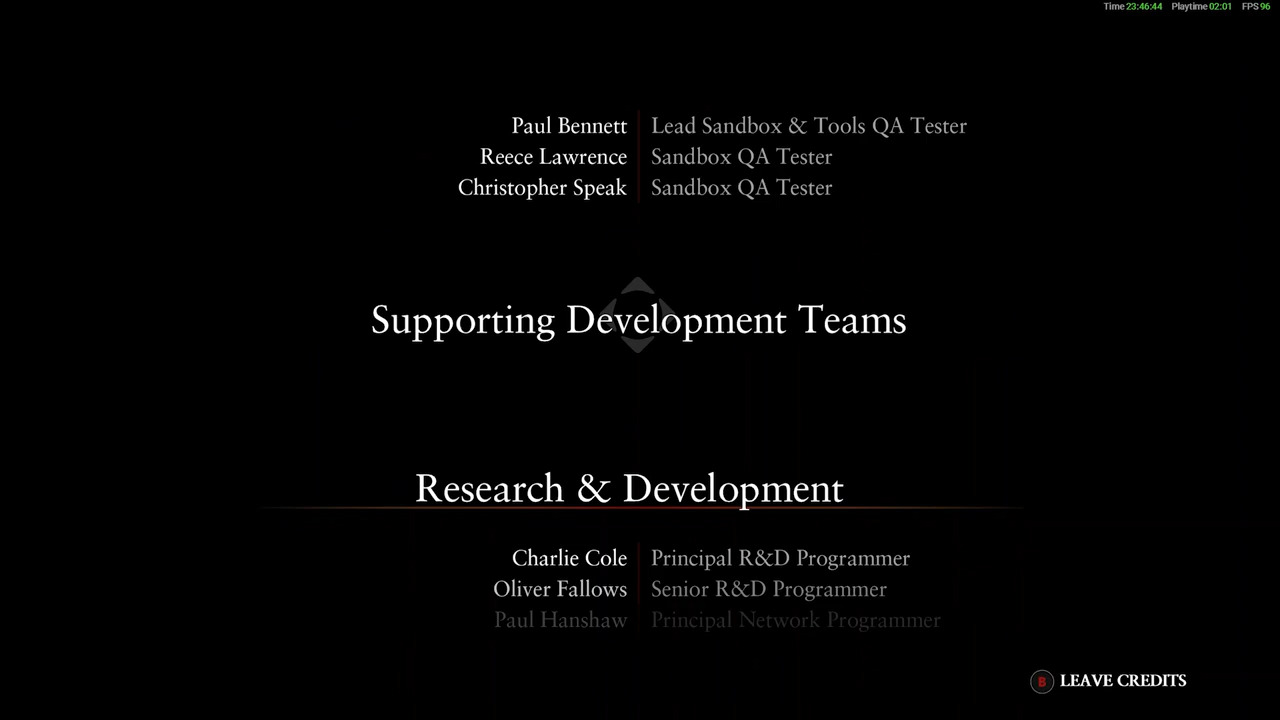 Time 23:46:44 Playtime 02:01 FPS 96
Paul Bennett Lead Sandbox & Tools QA Tester
Reece Lawrence Sandbox QA Tester
Christopher Speak Sandbox QA Tester
Supporting Development Teams
Research & Development
Charlie Cole Principal R&D Programmer
Oliver Fallows Senior R&D Programmer
Paul Hanshaw Principal Network Programmer
B LEAVE CREDITS